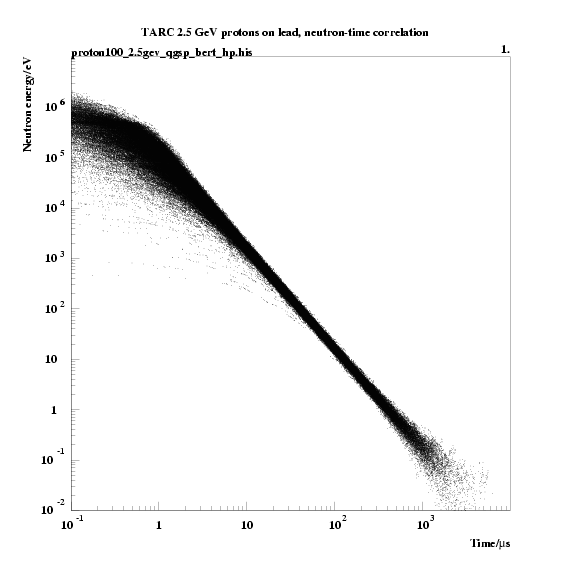 TARC 2.5 GeV protons on lead, neutron-time correlation
proton100_2.5gev_qgsp_bert_hp.his 1.
Neutron energy/eV
10^6
10^5
10^4
10^3
10^2
10
1
10^-1
10^-2
10^-1 1 10 10^2 10^3
Time/μs